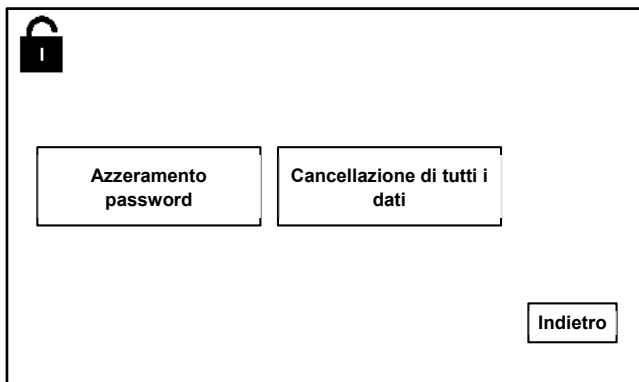 I
Azzeramento
password
Cancellazione di tutti i
dati
Indietro